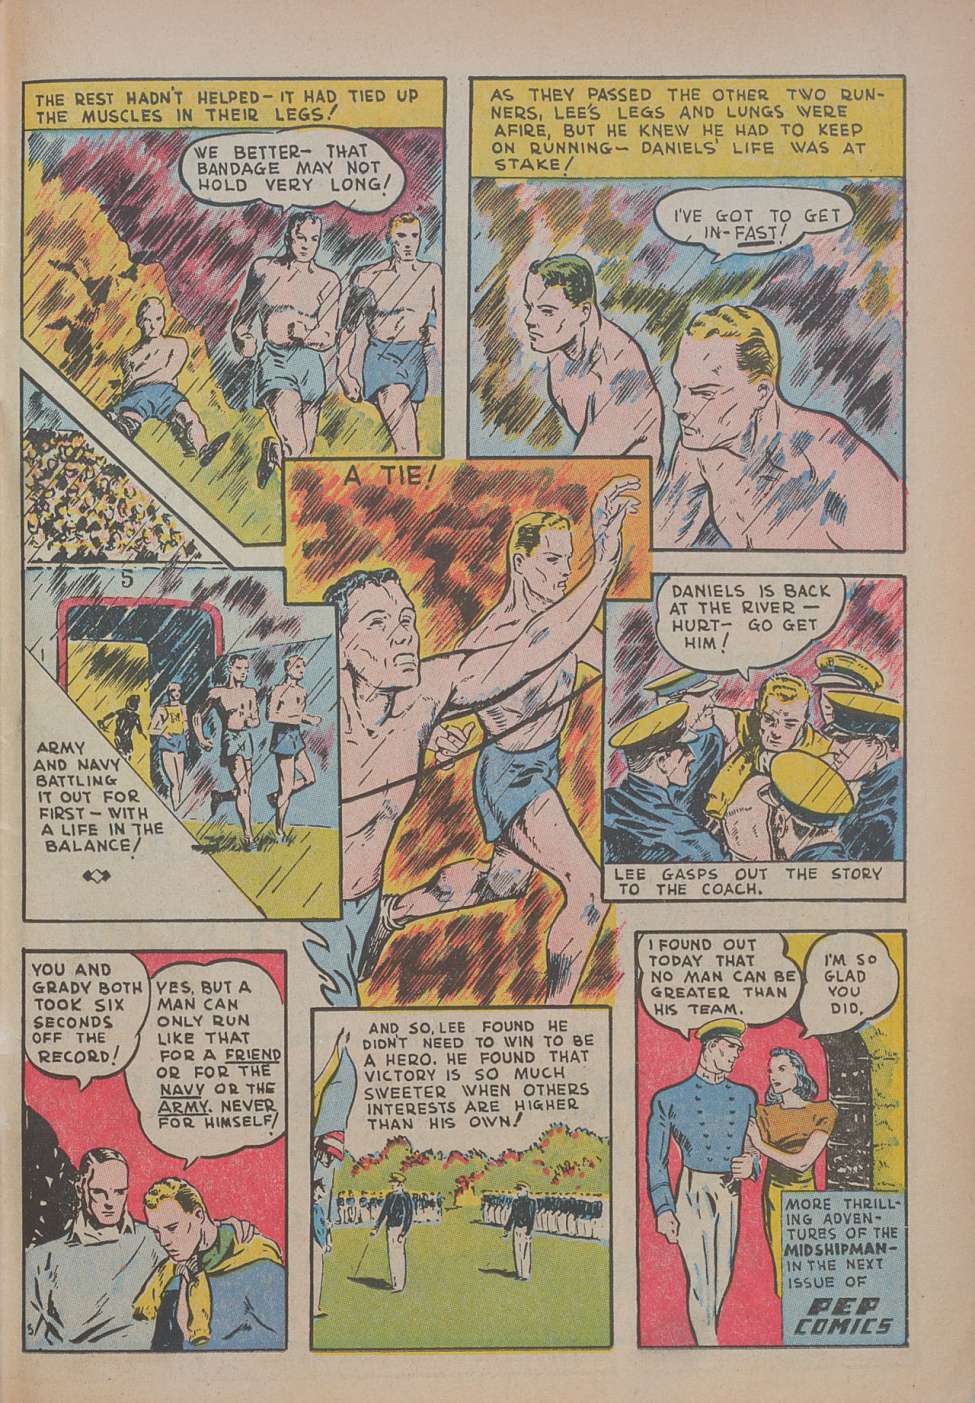 THE REST HADN'T HELPED—IT HAD TIED UP
THE MUSCLES IN THEIR LEGS!
WE BETTER—THAT
BANDAGE MAY NOT
HOLD VERY LONG!
AS THEY PASSED THE OTHER TWO RUN-
NERS, LEE'S LEGS AND LUNGS WERE
AFIRE, BUT HE KNEW HE HAD TO KEEP
ON RUNNING—DANIELS' LIFE WAS AT
STAKE!
I'VE GOT TO GET
IN-FAST!
5
1
ARMY
AND NAVY
BATTLING
IT OUT FOR
FIRST—WITH
A LIFE IN THE
BALANCE!
A TIE!
DANIELS IS BACK
AT THE RIVER—
HURT—GO GET
HIM!
LEE GASPS OUT THE STORY
TO THE COACH.
YOU AND
GRADY BOTH
TOOK SIX
SECONDS
OFF THE
RECORD!
YES, BUT A
MAN CAN
ONLY RUN
LIKE THAT
FOR A FRIEND
OR FOR THE
NAVY OR THE
ARMY. NEVER
FOR HIMSELF!
5
AND SO, LEE FOUND HE
DIDN'T NEED TO WIN TO BE
A HERO. HE FOUND THAT
VICTORY IS SO MUCH
SWEETER WHEN OTHERS
INTERESTS ARE HIGHER
THAN HIS OWN!
I FOUND OUT
TODAY THAT
NO MAN CAN BE
GREATER THAN
HIS TEAM.
I'M SO
GLAD
YOU
DID.
MORE THRILL-
ING ADVEN-
TURES OF THE
MIDSHIPMAN—
IN THE NEXT
ISSUE OF
PEP
COMICS